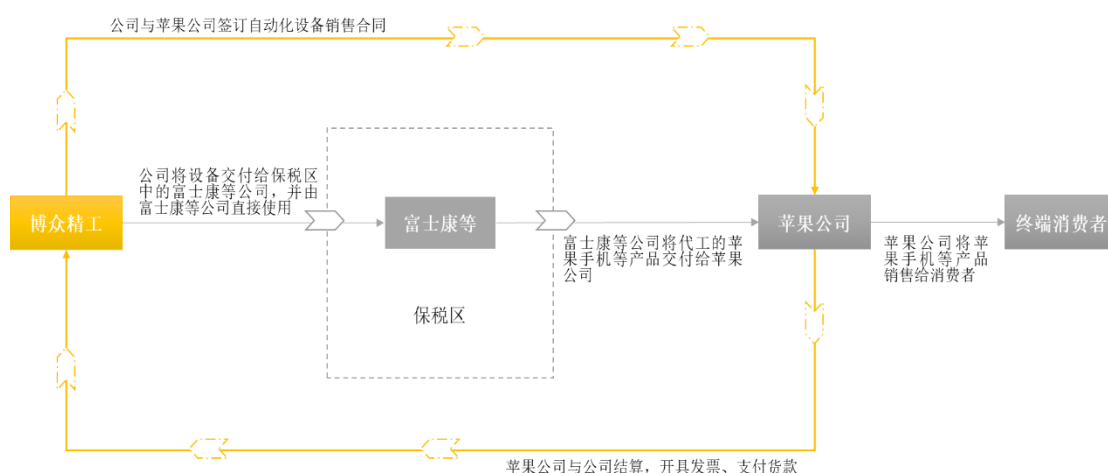 公司与苹果公司签订自动化设备销售合同
公司将设备交付给保税区
中的富士康等公司，并由
富士康等公司直接使用
博众精工
富士康等
苹果公司
终端消费者
富士康等公司将代工的苹
果手机等产品交付给苹果
公司
苹果公司将苹
果手机等产品
销售给消费者
保税区
苹果公司与公司结算，开具发票、支付货款